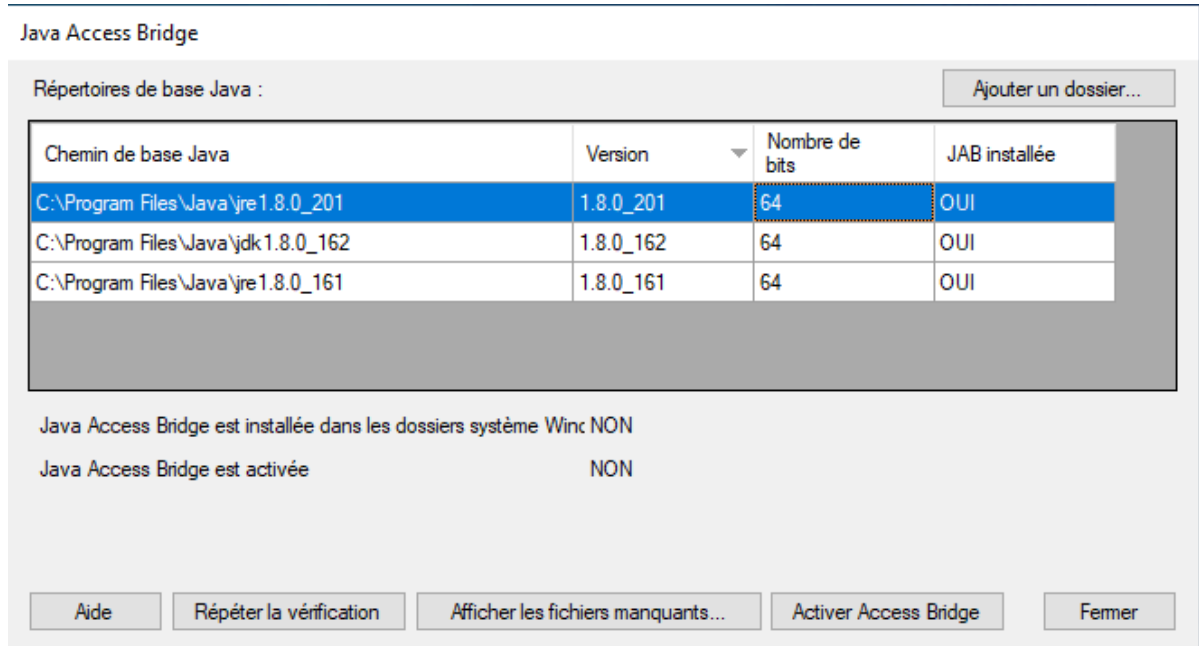 Java Access Bridge
Répertoires de base Java :
Ajouter un dossier...
Chemin de base Java Version Nombre de bits JAB installée
C:\Program Files\Java\jre1.8.0_201 1.8.0_201 64 OUI
C:\Program Files\Java\jdk1.8.0_162 1.8.0_162 64 OUI
C:\Program Files\Java\jre1.8.0_161 1.8.0_161 64 OUI
Java Access Bridge est installée dans les dossiers système Winc NON
Java Access Bridge est activée NON
Aide Répéter la vérification Afficher les fichiers manquants... Activer Access Bridge Fermer